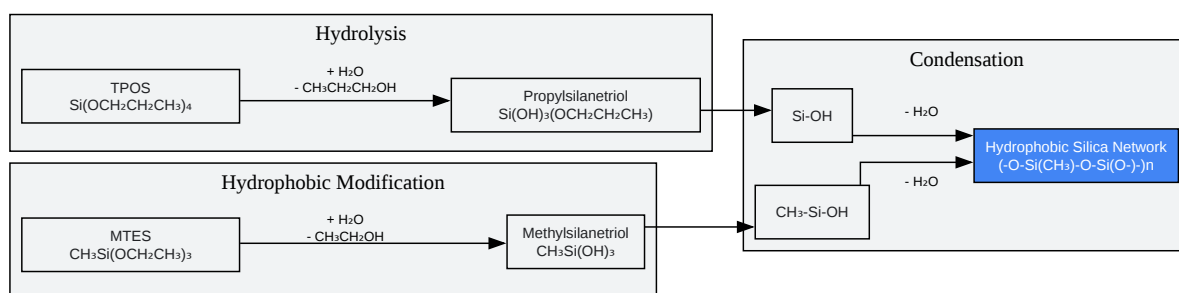 Hydrolysis
TPOS
Si(OCH₂CH₂CH₃)₄
+ H₂O
- CH₃CH₂CH₂OH
Propylsilanetriol
Si(OH)₃(OCH₂CH₂CH₃)
Hydrophobic Modification
MTES
CH₃Si(OCH₂CH₃)₃
+ H₂O
- CH₃CH₂OH
Methylsilanetriol
CH₃Si(OH)₃
Condensation
Si-OH
- H₂O
CH₃-Si-OH
- H₂O
Hydrophobic Silica Network
(-O-Si(CH₃)-O-Si(O-)-)n